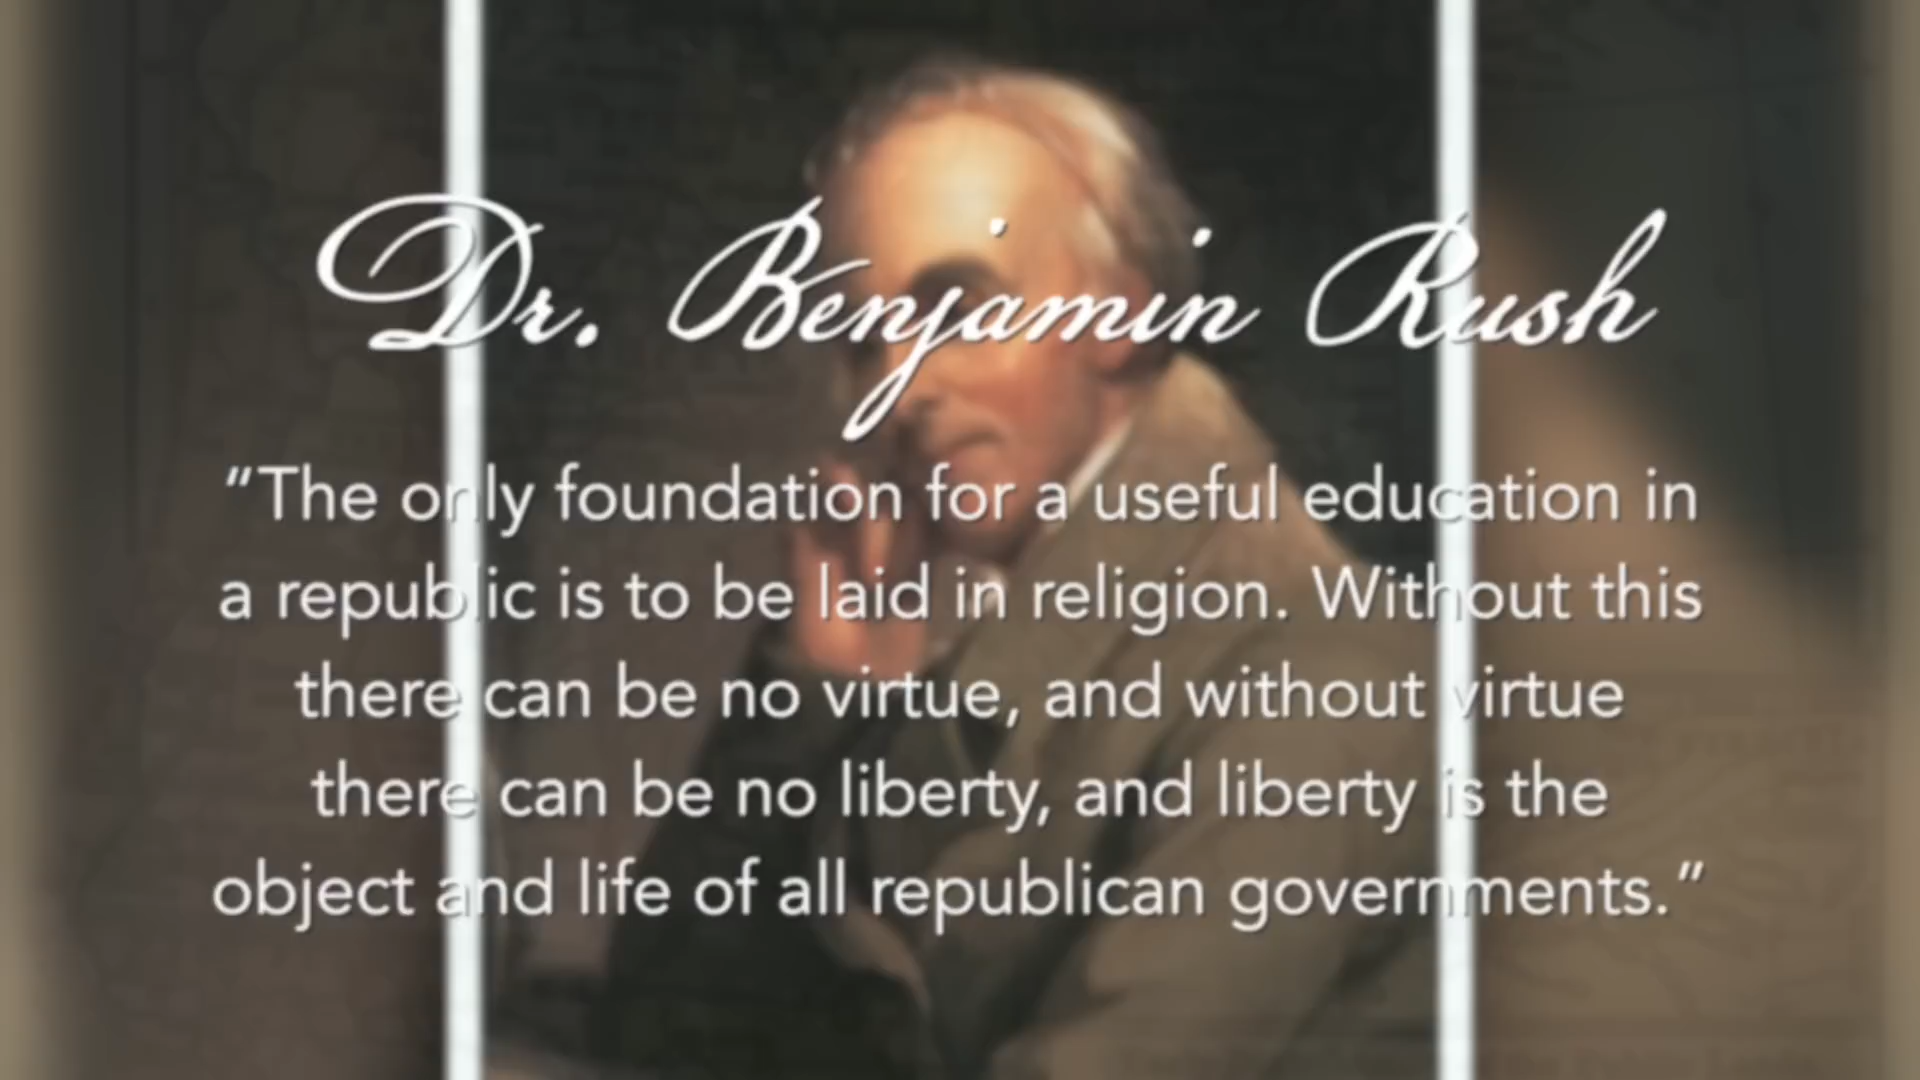 Dr. Benjamin Rush
“The only foundation for a useful education in
a republic is to be laid in religion. Without this
there can be no virtue, and without virtue
there can be no liberty, and liberty is the
object and life of all republican governments.”